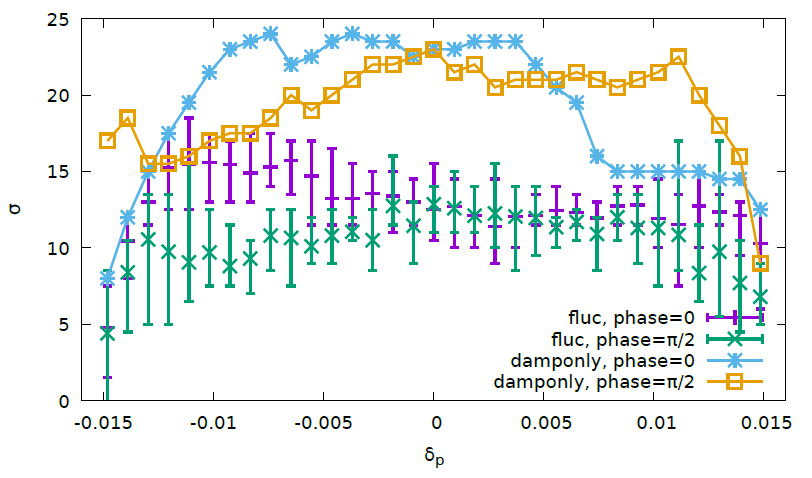 25
20
15
10
5
0
σ
fluc, phase=0
fluc, phase=π/2
damponly, phase=0
damponly, phase=π/2
-0.015 -0.01 -0.005 0 0.005 0.01 0.015
δp